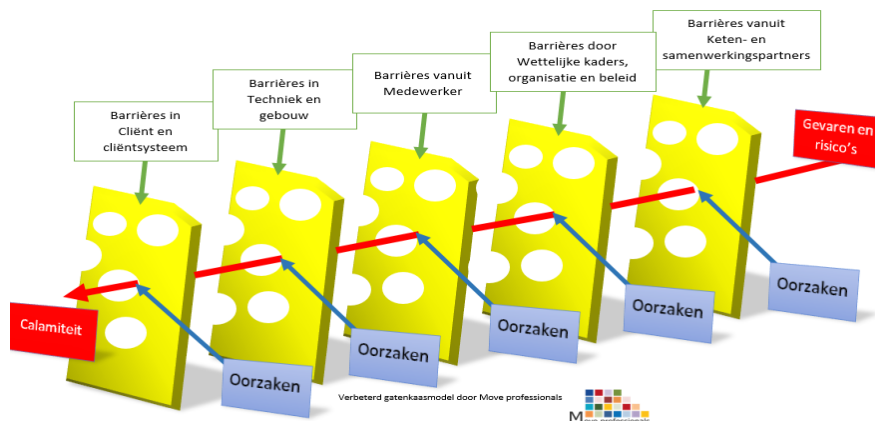 Barrières in
Cliënt en
cliëntsysteem
Barrières in
Techniek en
gebouw
Barrières vanuit
Medewerker
Barrières door
Wettelijke kaders,
organisatie en beleid
Barrières vanuit
Keten- en
samenwerkingspartners
Gevaren en
risico's
Calamiteit
Oorzaken
Oorzaken
Oorzaken
Oorzaken
Oorzaken
Verbeterd gatenkaasmodel door Move professionals
Move professionals